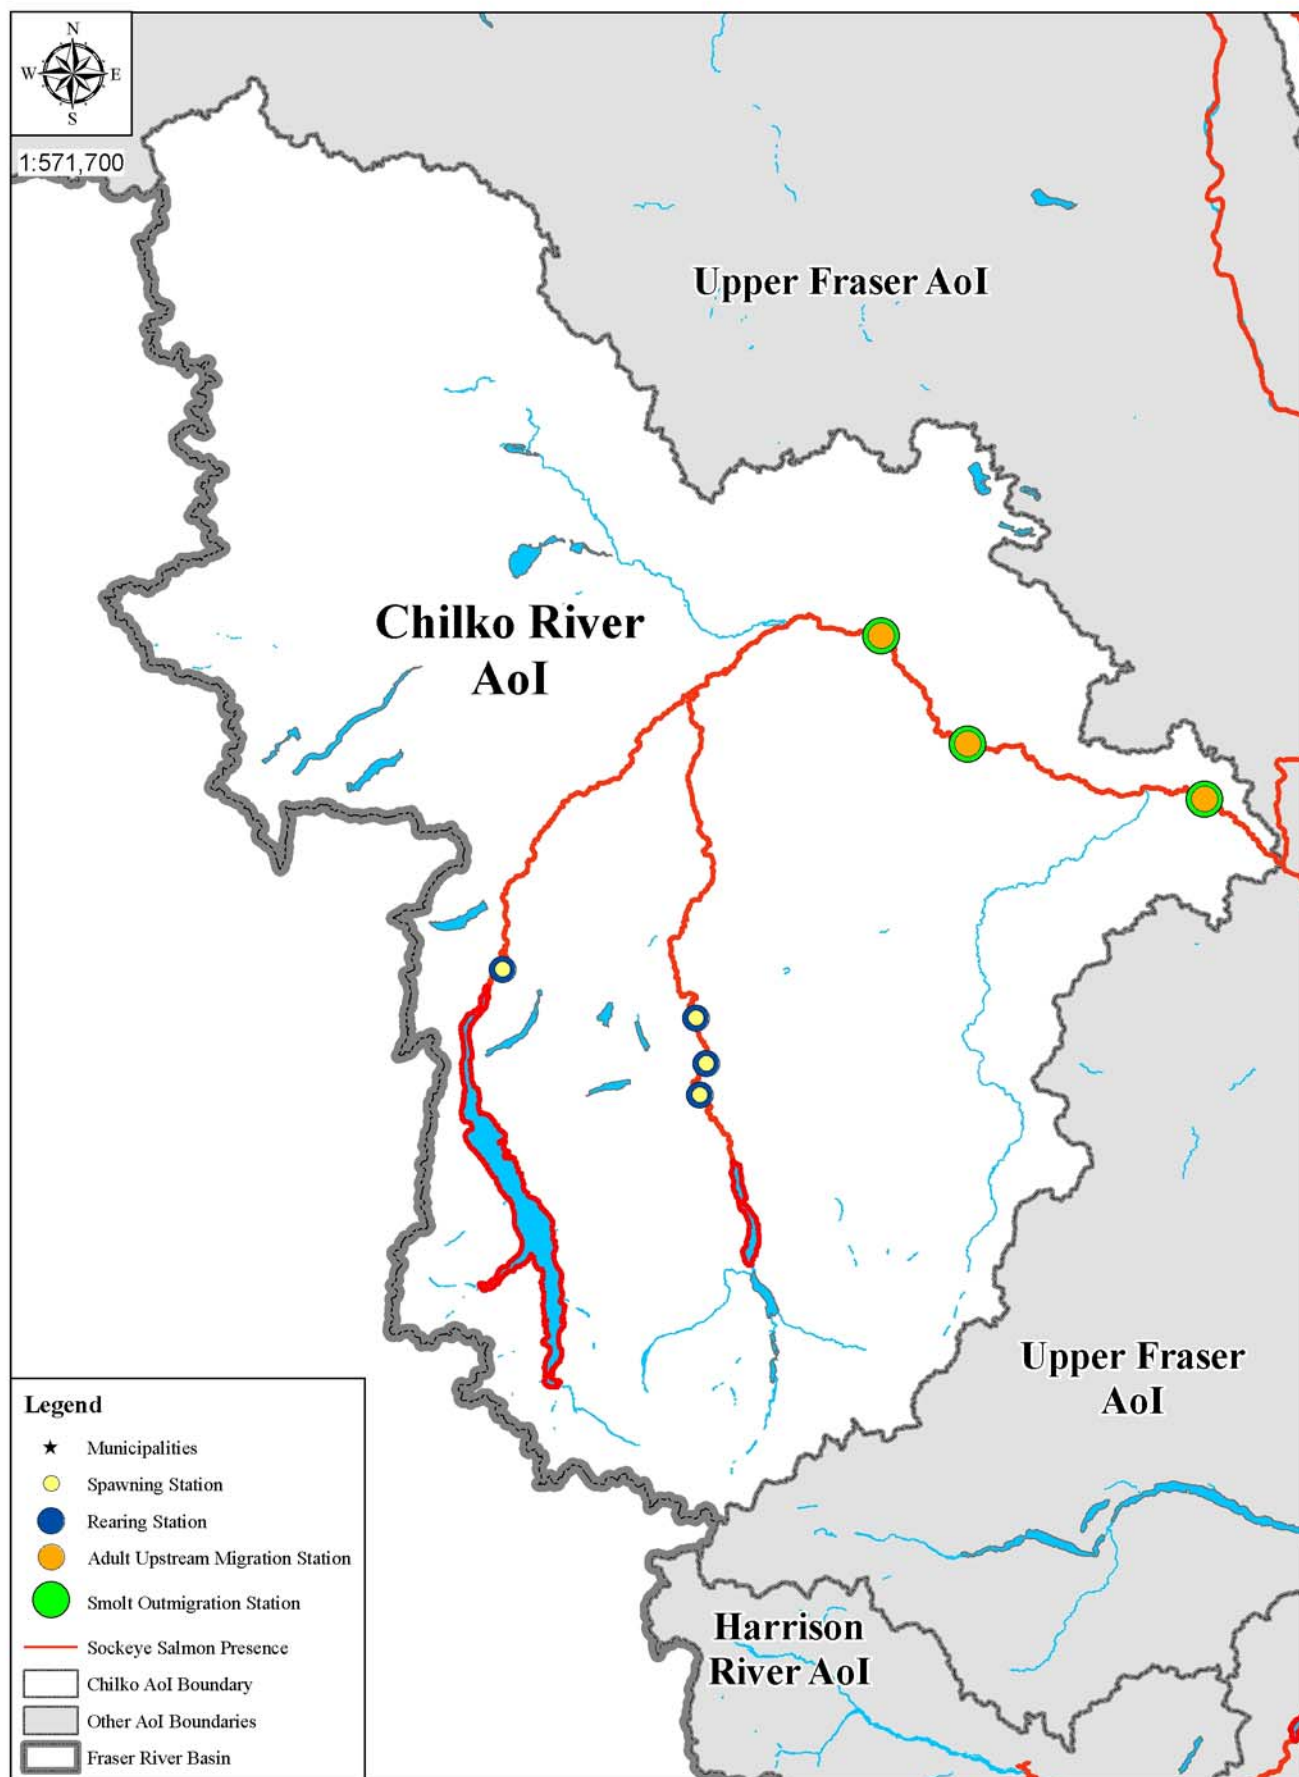 N
W E
S
1:571,700
Upper Fraser AoI
Chilko River
AoI
Upper Fraser
AoI
Harrison
River AoI
Legend
Municipalities
Spawning Station
Rearing Station
Adult Upstream Migration Station
Smolt Outmigration Station
Sockeye Salmon Presence
Chilko AoI Boundary
Other AoI Boundaries
Fraser River Basin